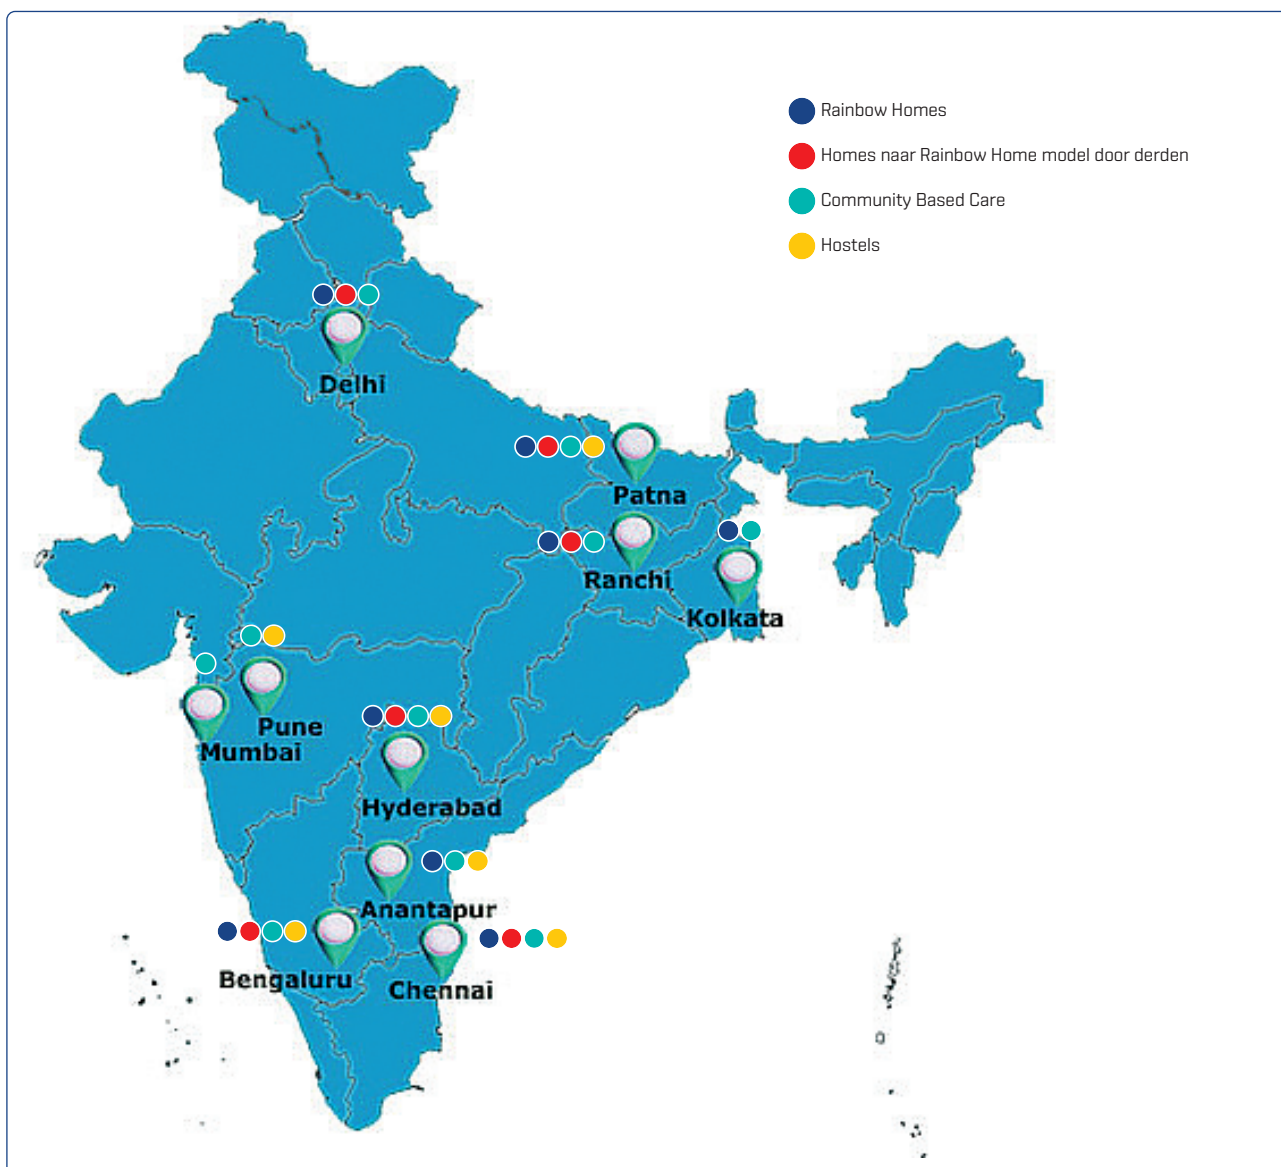 Rainbow Homes
Homes naar Rainbow Home model door derden
Community Based Care
Hostels
Delhi
Patna
Ranchi
Kolkata
Pune
Mumbai
Hyderabad
Anantapur
Bengaluru
Chennai